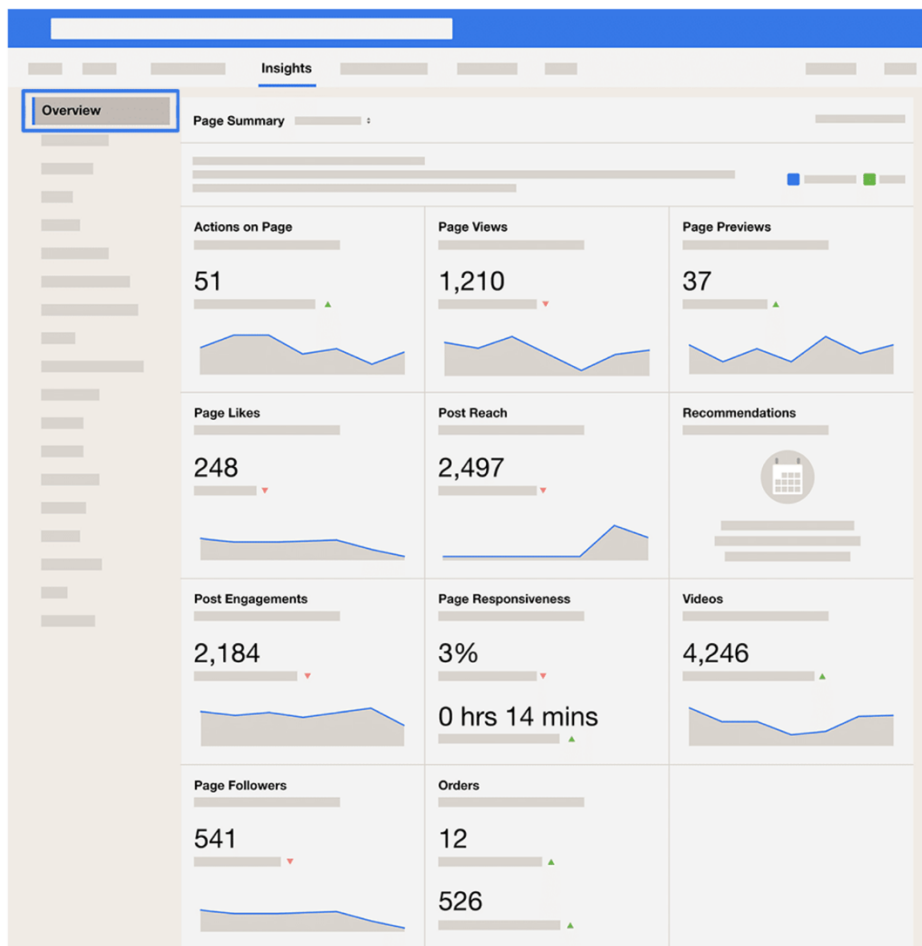 Insights
Overview
Page Summary
Actions on Page
51
Page Views
1,210
Page Previews
37
Page Likes
248
Post Reach
2,497
Recommendations
Post Engagements
2,184
Page Responsiveness
3%
0 hrs 14 mins
Videos
4,246
Page Followers
541
Orders
12
526